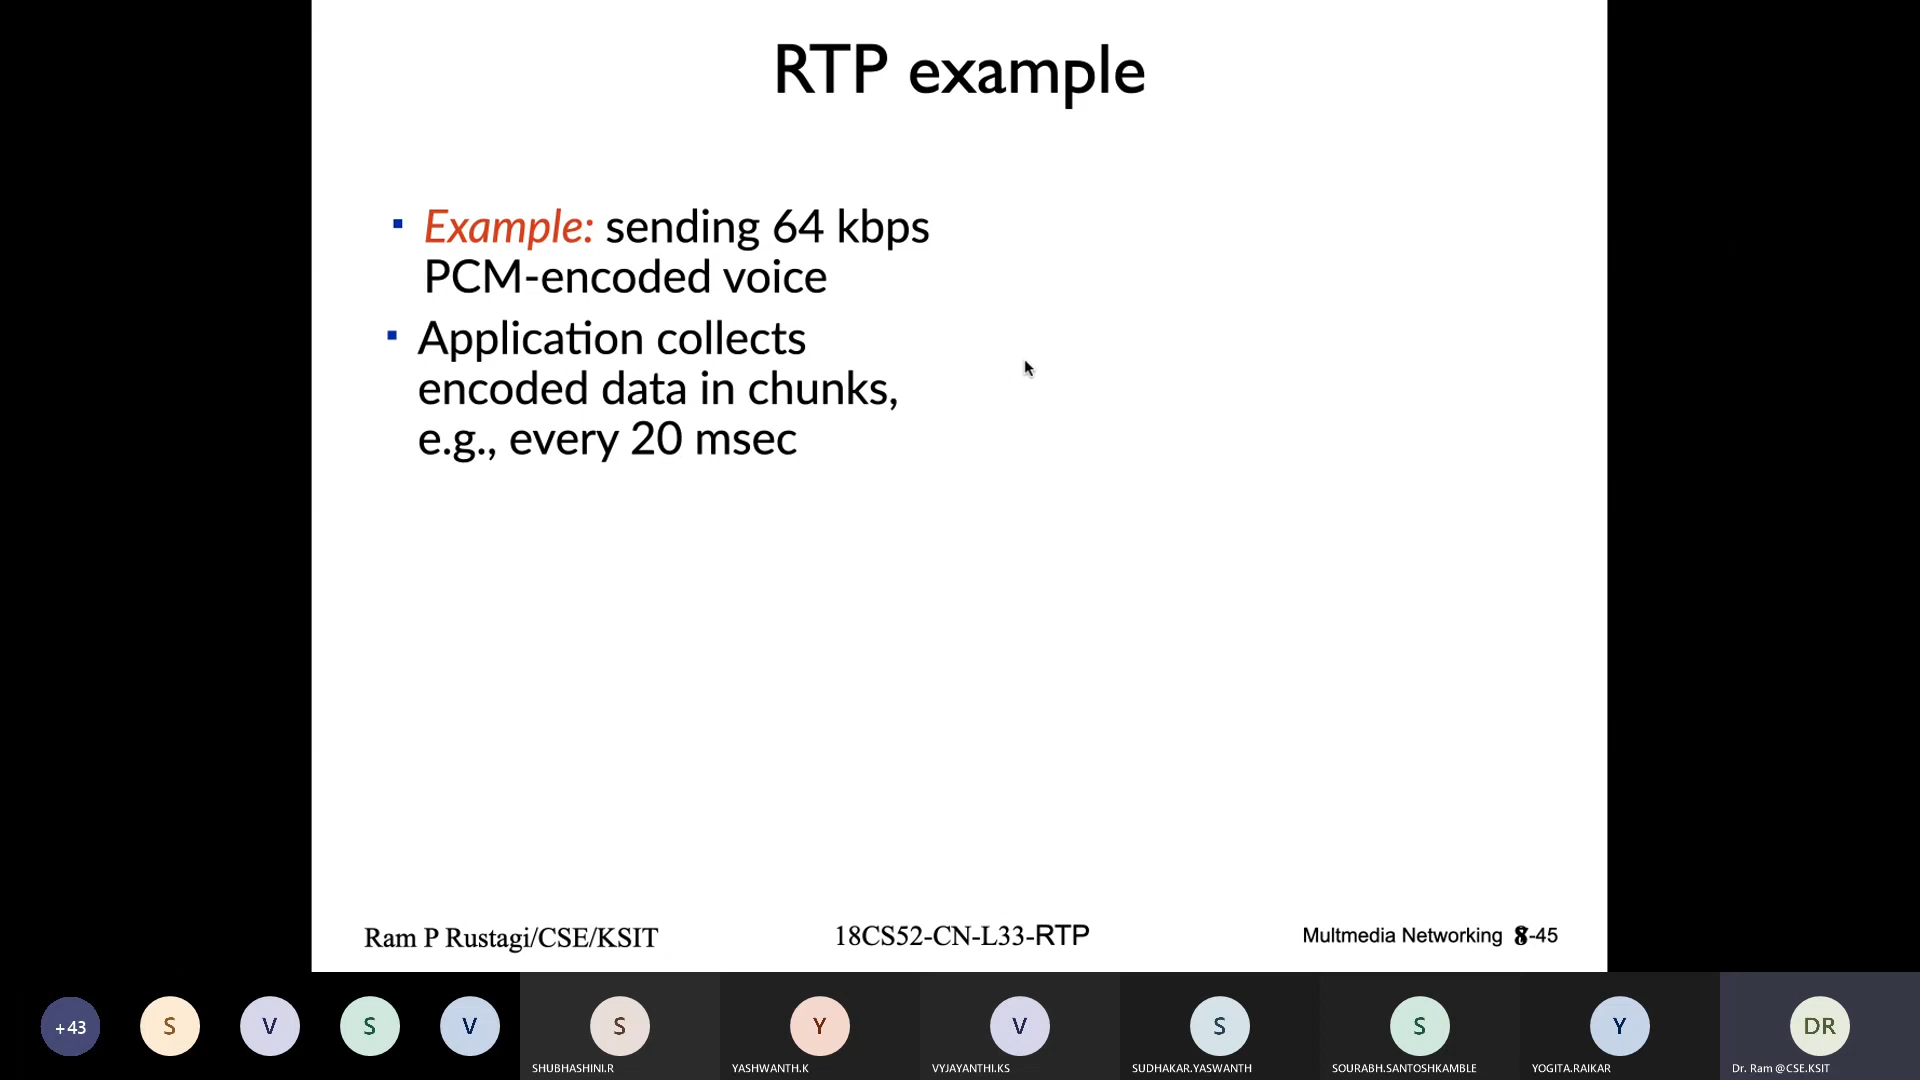 RTP example
Example: sending 64 kbps
PCM-encoded voice
Application collects
encoded data in chunks,
e.g., every 20 msec
Ram P Rustagi/CSE/KSIT
18CS52-CN-L33-RTP
Multmedia Networking 8-45
+43
S
V
S
V
S
Y
V
S
S
Y
DR
SHUBHASHINI.R
YASHWANTH.K
VYJAYANTHI.KS
SUDHAKAR.YASWANTH
SOURABH.SANTOSHKAMBLE
YOGITA.RAIKAR
Dr. Ram @CSE.KSIT